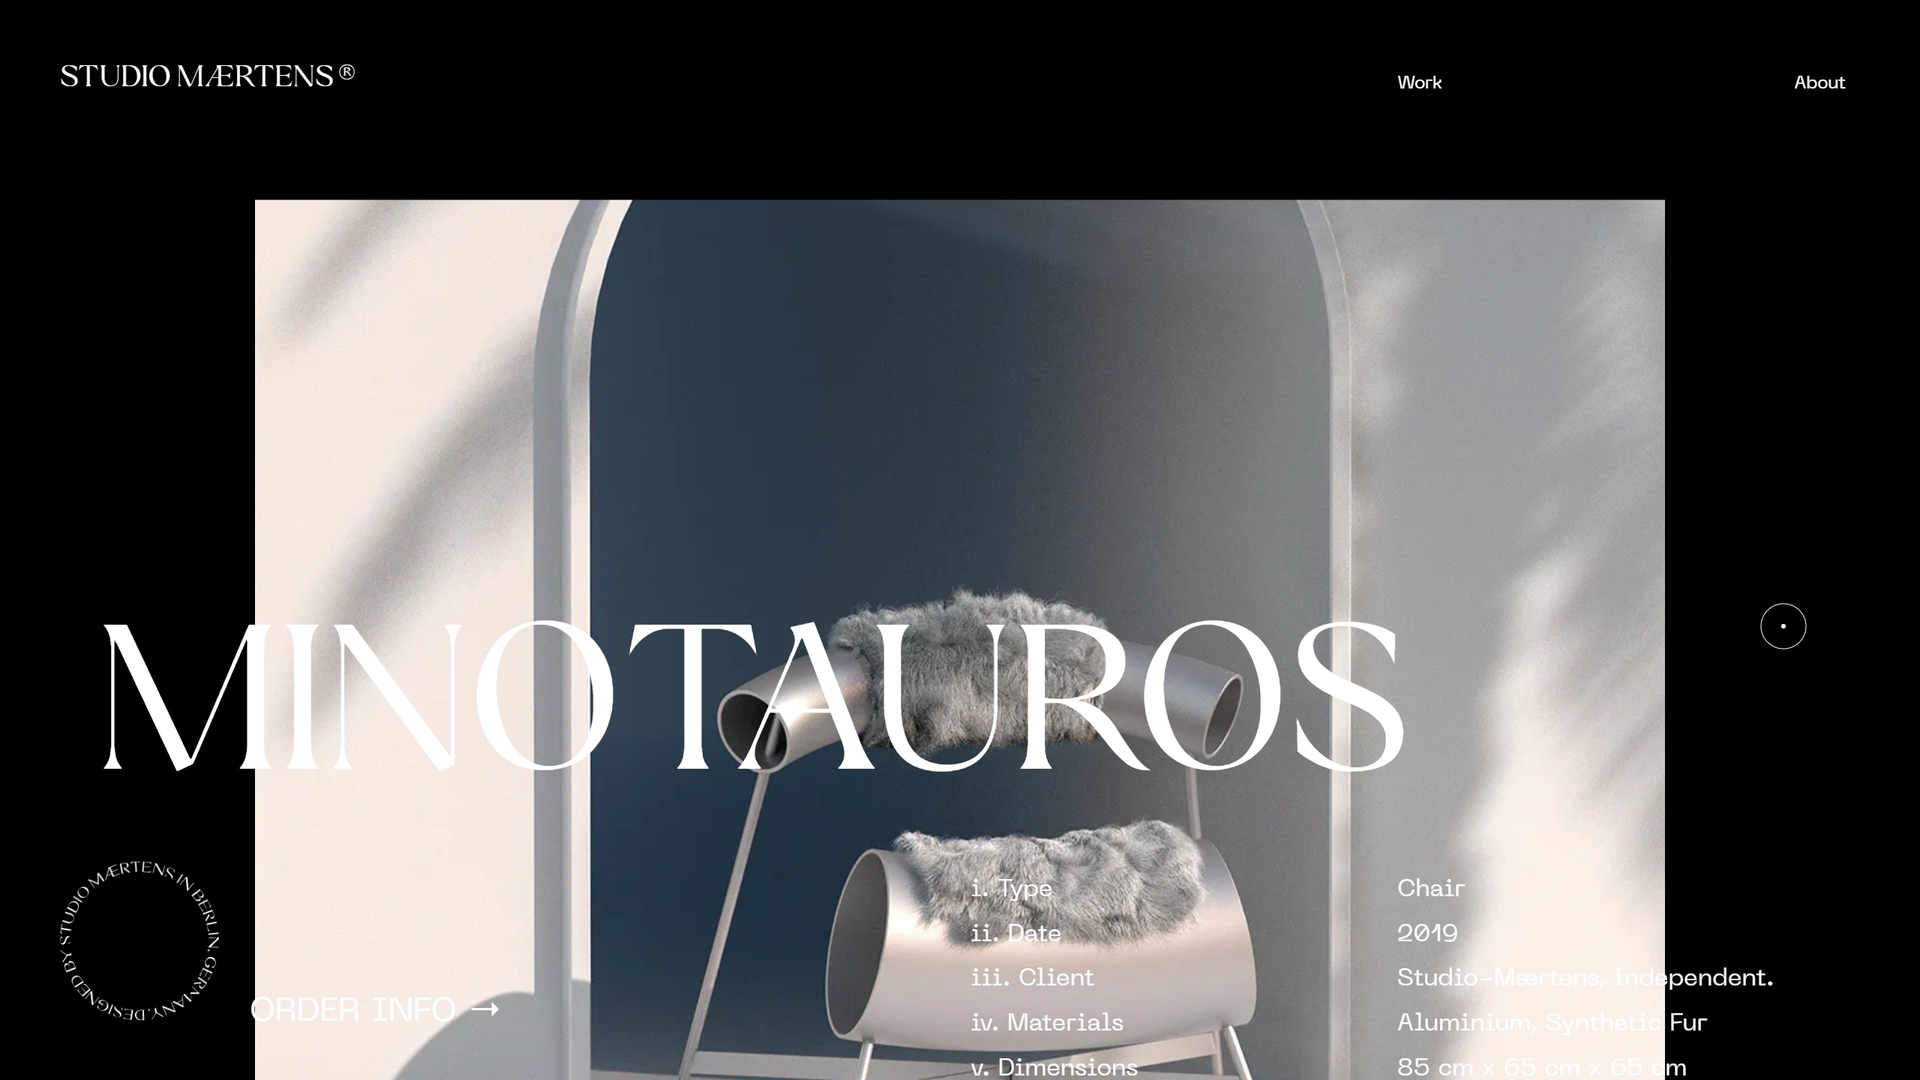 STUDIO MÆRTENS ®
Work
About
MINOTAUROS
i. Type
Chair
ii. Date
2019
iii. Client
Studio-Mærtens, independent.
iv. Materials
Aluminium, Synthetic Fur
v. Dimensions
85 cm x 65 cm x 65 cm
DESIGNED BY STUDIO MÆRTENS IN BERLIN, GERMANY.
ORDER INFO →